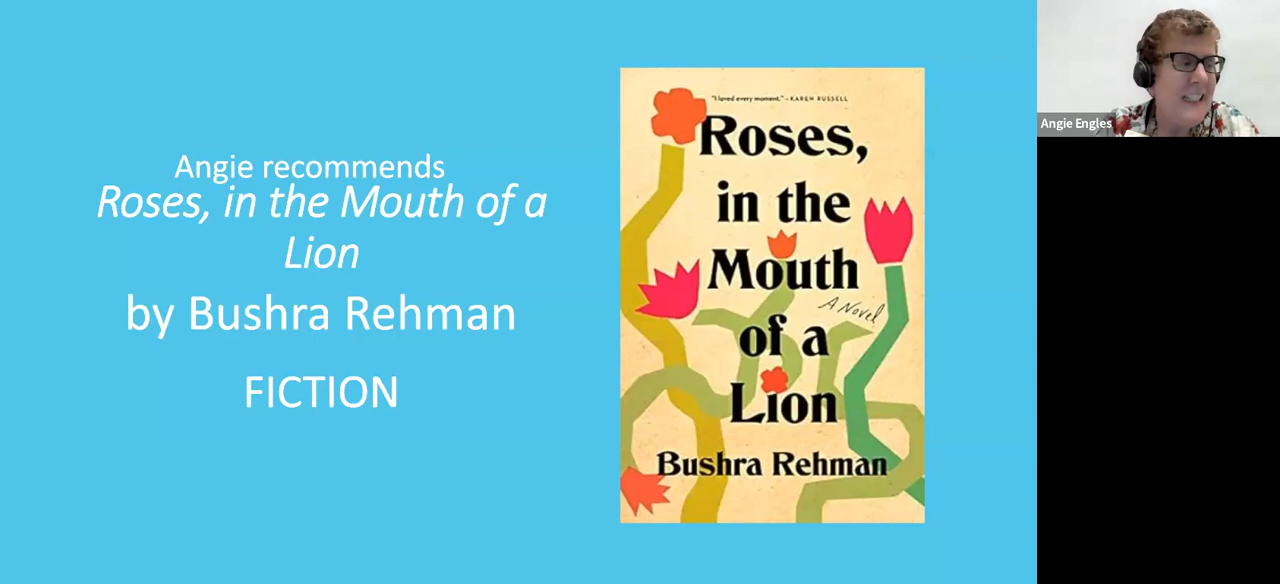 Angie recommends
Roses, in the Mouth of a
Lion
by Bushra Rehman
FICTION
"I loved every moment." - KAREN RUSSELL
Roses,
in the
Mouth
A Novel
of a
Lion
Bushra Rehman
Angie Engles